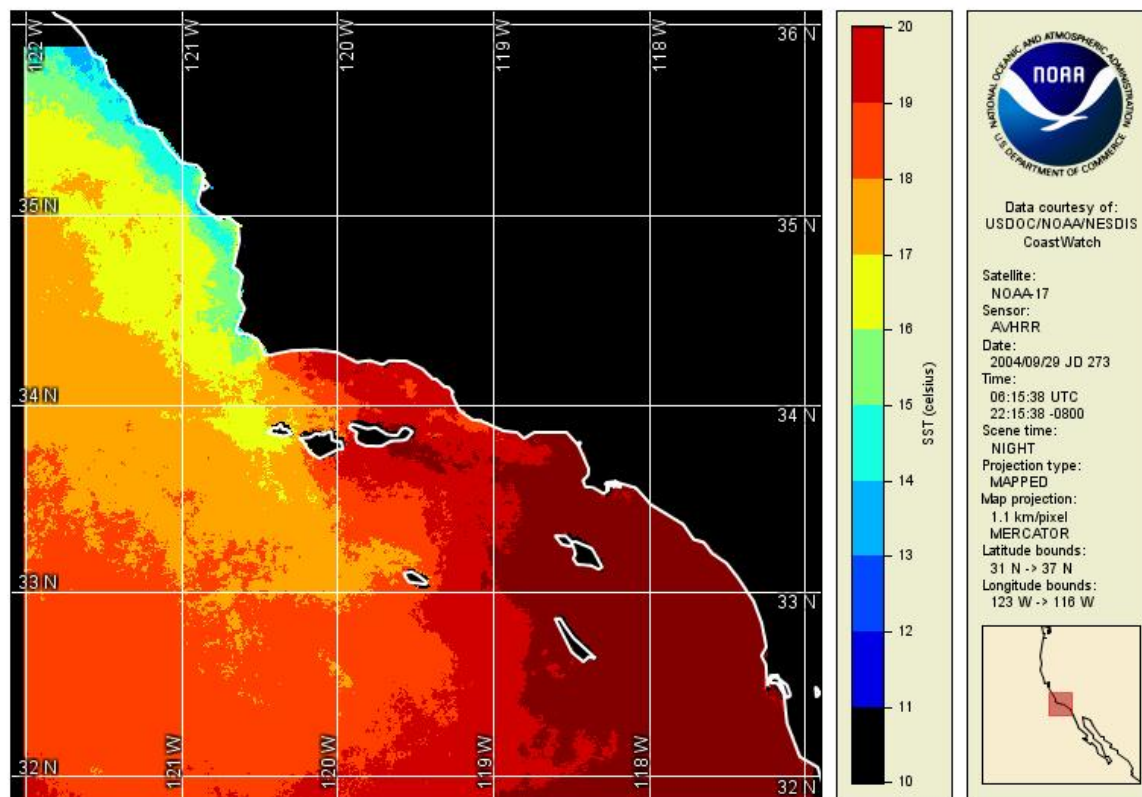 122 W
121 W
120 W
119 W
118 W
36 N
35 N
35 N
34 N
34 N
33 N
33 N
121 W
120 W
119 W
118 W
32 N
32 N
20
19
18
17
16
15
14
13
12
11
10
SST (celsius)
NATIONAL OCEANIC AND ATMOSPHERIC ADMINISTRATION
NOAA
U.S. DEPARTMENT OF COMMERCE
Data courtesy of:
USDOC/NOAA/NESDIS
CoastWatch
Satellite:
NOAA-17
Sensor:
AVHRR
Date:
2004/09/29 JD 273
Time:
06:15:38 UTC
22:15:38 -0800
Scene time:
NIGHT
Projection type:
MAPPED
Map projection:
1.1 km/pixel
MERCATOR
Latitude bounds:
31 N -> 37 N
Longitude bounds:
123 W -> 116 W